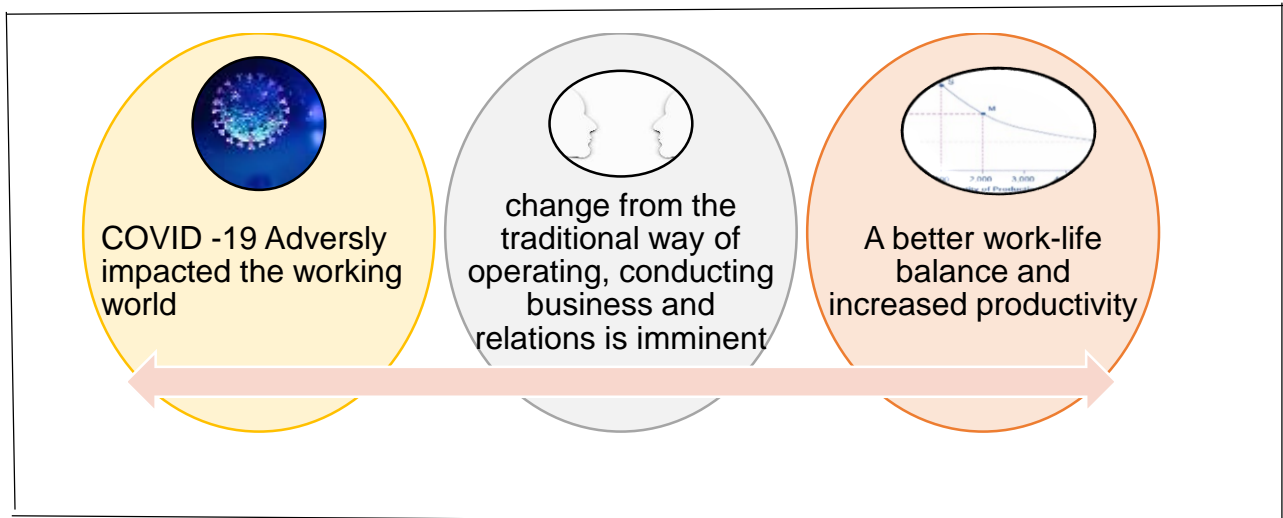 COVID -19 Adversly
impacted the working
world
change from the
traditional way of
operating, conducting
business and
relations is imminent
M
2,000
3,000
A better work-life
balance and
increased productivity